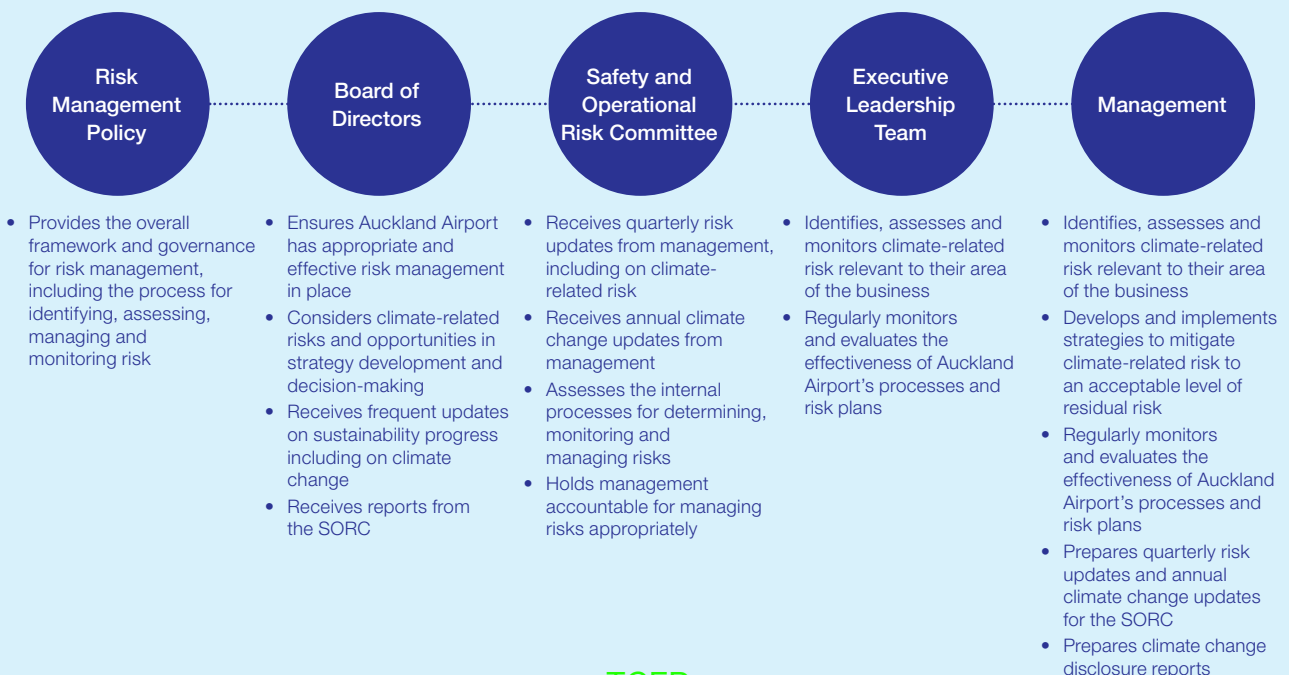 Risk
Management
Policy
Board of
Directors
Safety and
Operational
Risk Committee
Executive
Leadership
Team
Management
• Provides the overall
framework and governance
for risk management,
including the process for
identifying, assessing,
managing and
monitoring risk
• Ensures Auckland Airport
has appropriate and
effective risk management
in place
• Considers climate-related
risks and opportunities in
strategy development and
decision-making
• Receives frequent updates
on sustainability progress
including on climate
change
• Receives reports from
the SORC
• Receives quarterly risk
updates from management,
including on climate-
related risk
• Receives annual climate
change updates from
management
• Assesses the internal
processes for determining,
monitoring and
managing risks
• Holds management
accountable for managing
risks appropriately
• Identifies, assesses and
monitors climate-related
risk relevant to their area
of the business
• Regularly monitors
and evaluates the
effectiveness of Auckland
Airport's processes and
risk plans
• Identifies, assesses and
monitors climate-related
risk relevant to their area
of the business
• Develops and implements
strategies to mitigate
climate-related risk to
an acceptable level of
residual risk
• Regularly monitors
and evaluates the
effectiveness of Auckland
Airport's processes and
risk plans
• Prepares quarterly risk
updates and annual
climate change updates
for the SORC
• Prepares climate change
disclosure reports